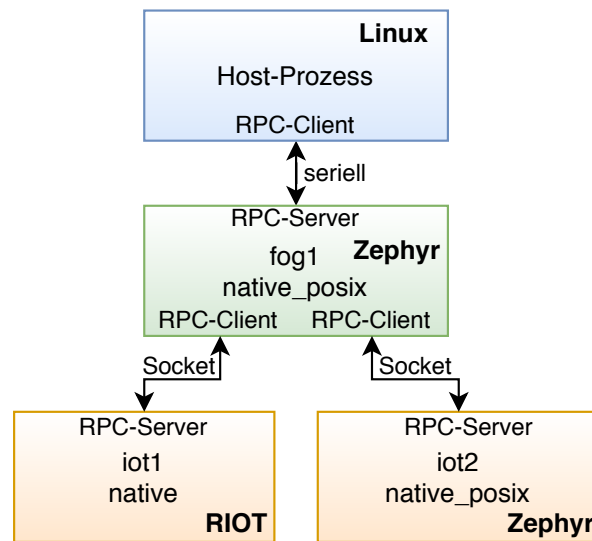 Linux
Host-Prozess
RPC-Client
seriell
RPC-Server
fog1
Zephyr
native_posix
RPC-Client
RPC-Client
Socket
Socket
RPC-Server
iot1
native
RIOT
RPC-Server
iot2
native_posix
Zephyr